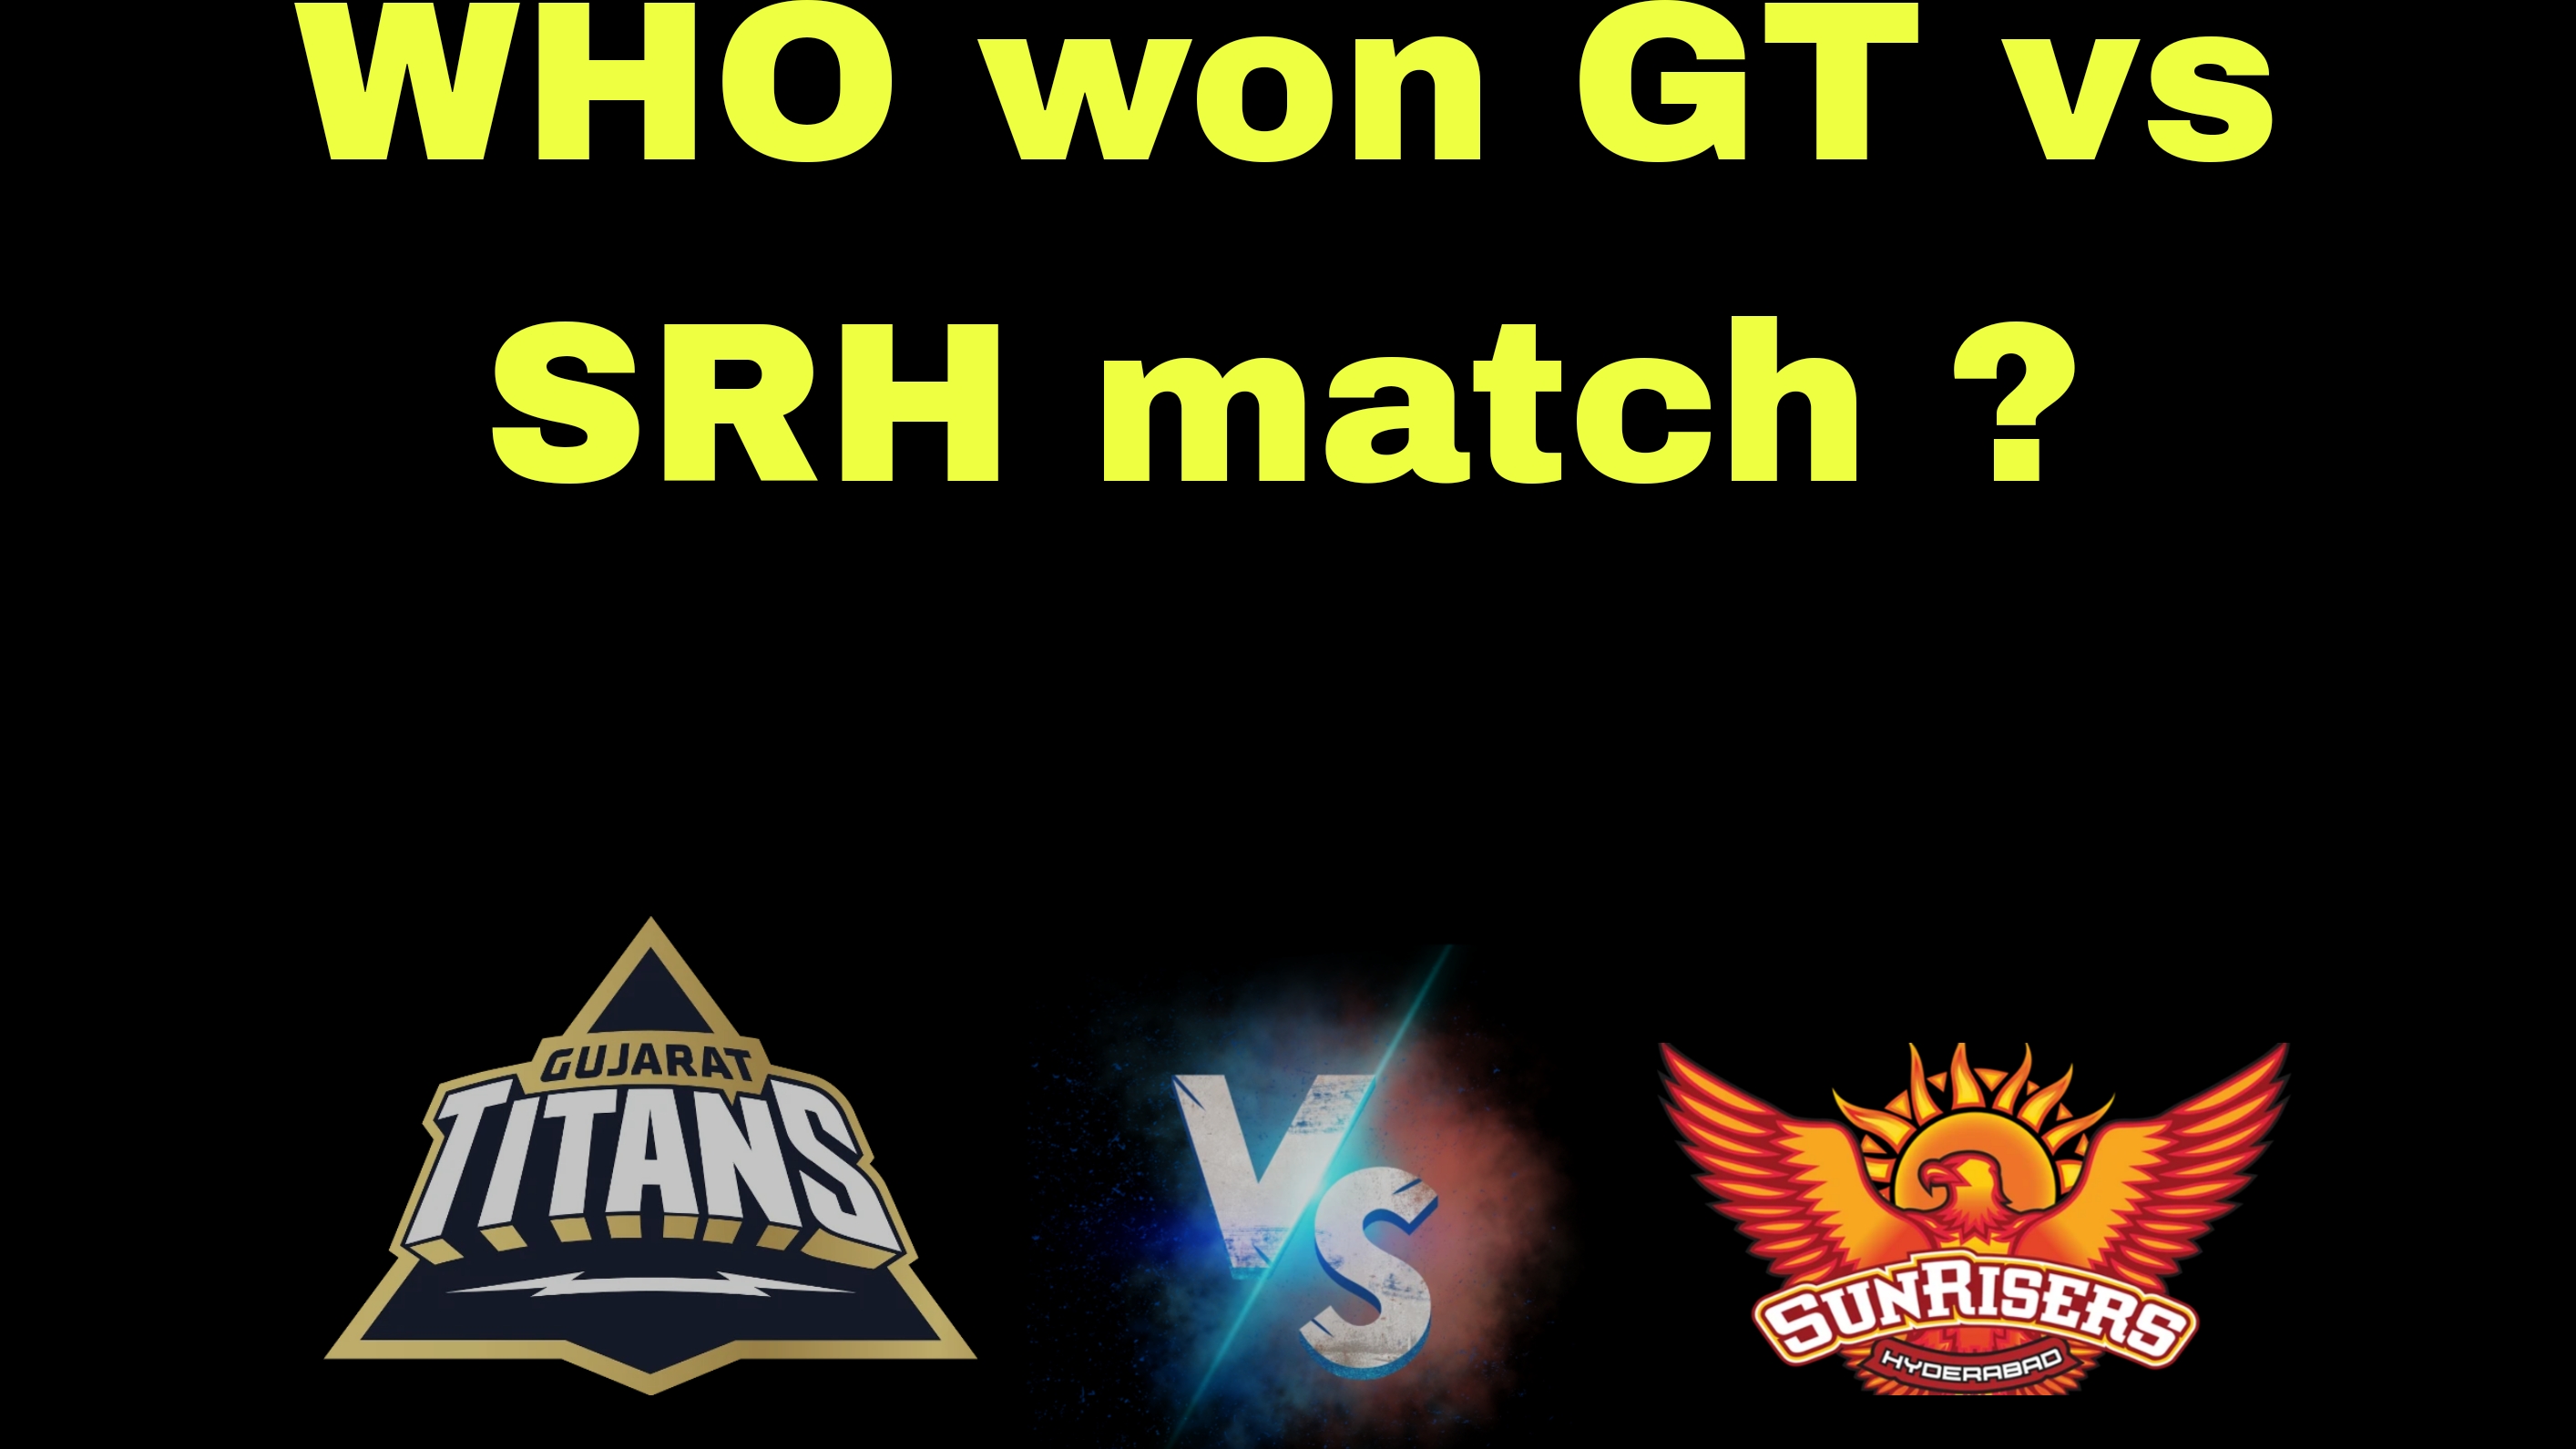 WHO won GT vs
SRH match ?
GUJARAT
TITANS
VS
SUNRISERS
HYDERABAD